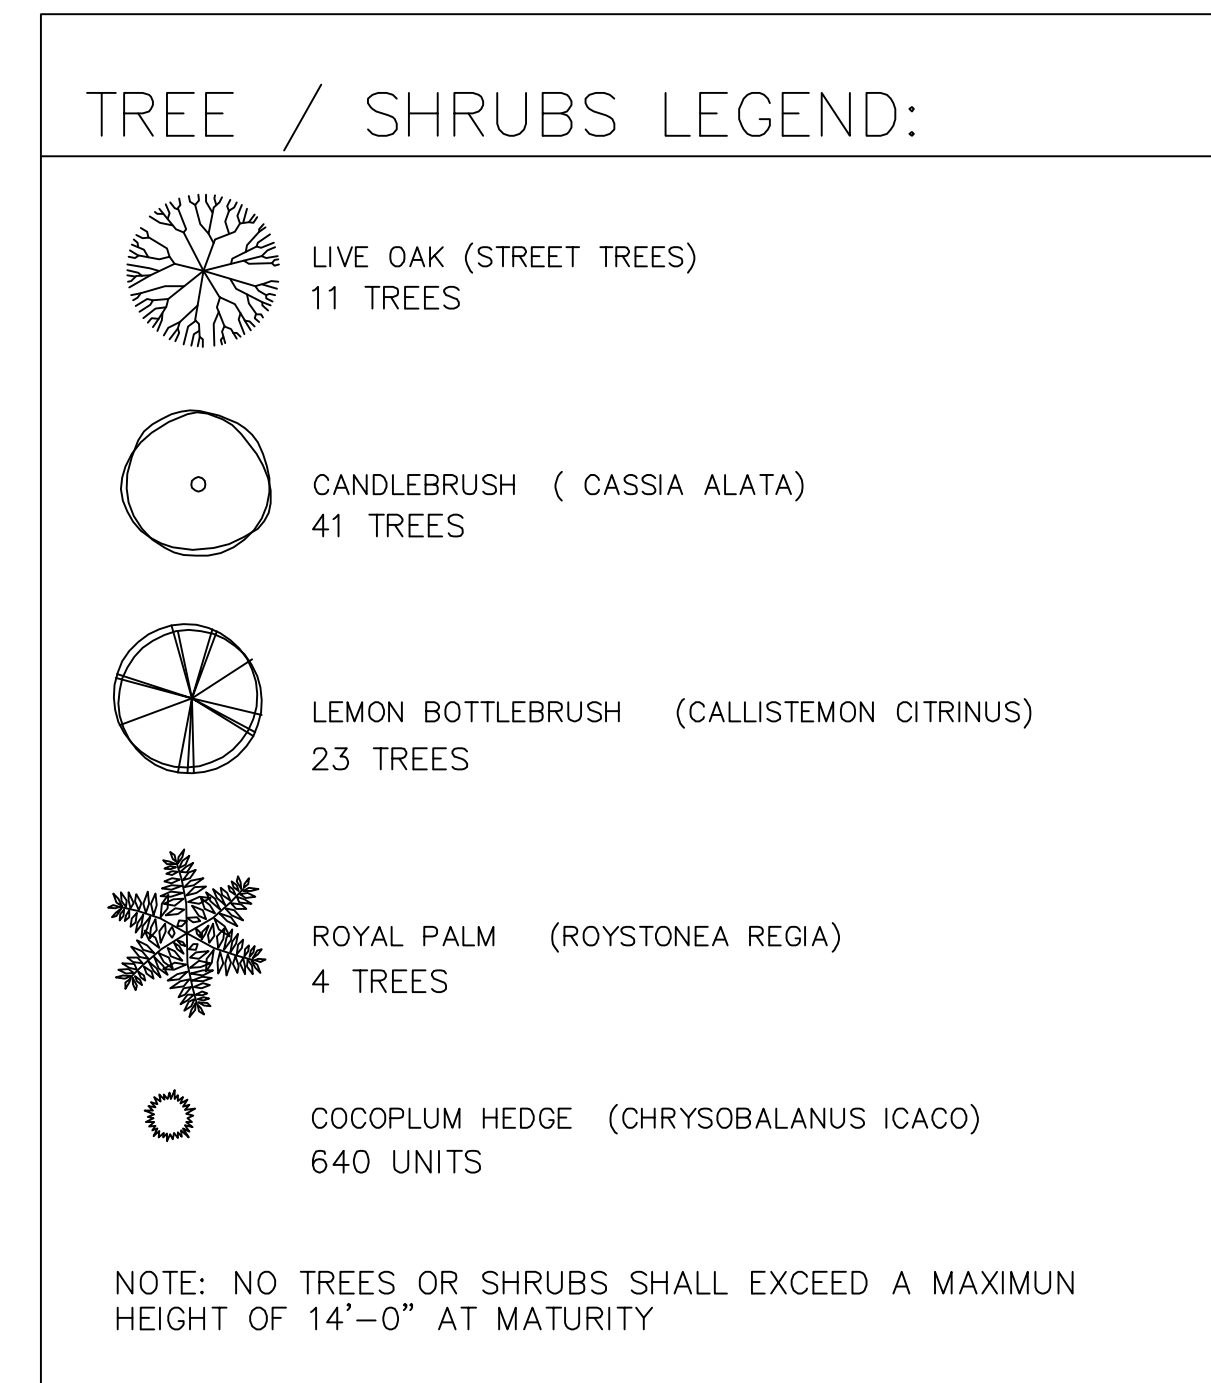 TREE / SHRUBS LEGEND:
LIVE OAK (STREET TREES)
11 TREES
CANDLEBRUSH ( CASSIA ALATA)
41 TREES
LEMON BOTTLEBRUSH (CALLISTEMON CITRINUS)
23 TREES
ROYAL PALM (ROYSTONEA REGIA)
4 TREES
COCOPLUM HEDGE (CHRYSOBALANUS ICACO)
640 UNITS
NOTE: NO TREES OR SHRUBS SHALL EXCEED A MAXIMUN
HEIGHT OF 14'-0" AT MATURITY